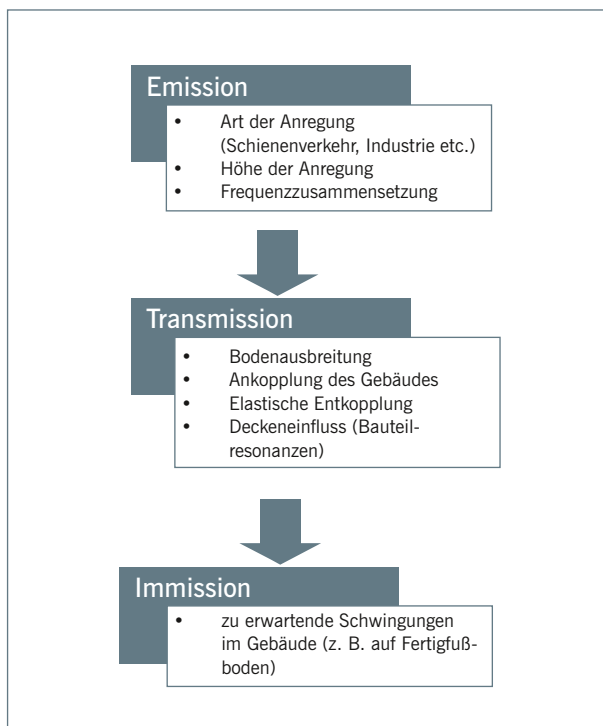 Emission
• Art der Anregung
(Schienenverkehr, Industrie etc.)
• Höhe der Anregung
• Frequenzzusammensetzung
Transmission
• Bodenausbreitung
• Ankopplung des Gebäudes
• Elastische Entkopplung
• Deckeneinfluss (Bauteil-
resonanzen)
Immission
• zu erwartende Schwingungen
im Gebäude (z. B. auf Fertigfuß-
boden)